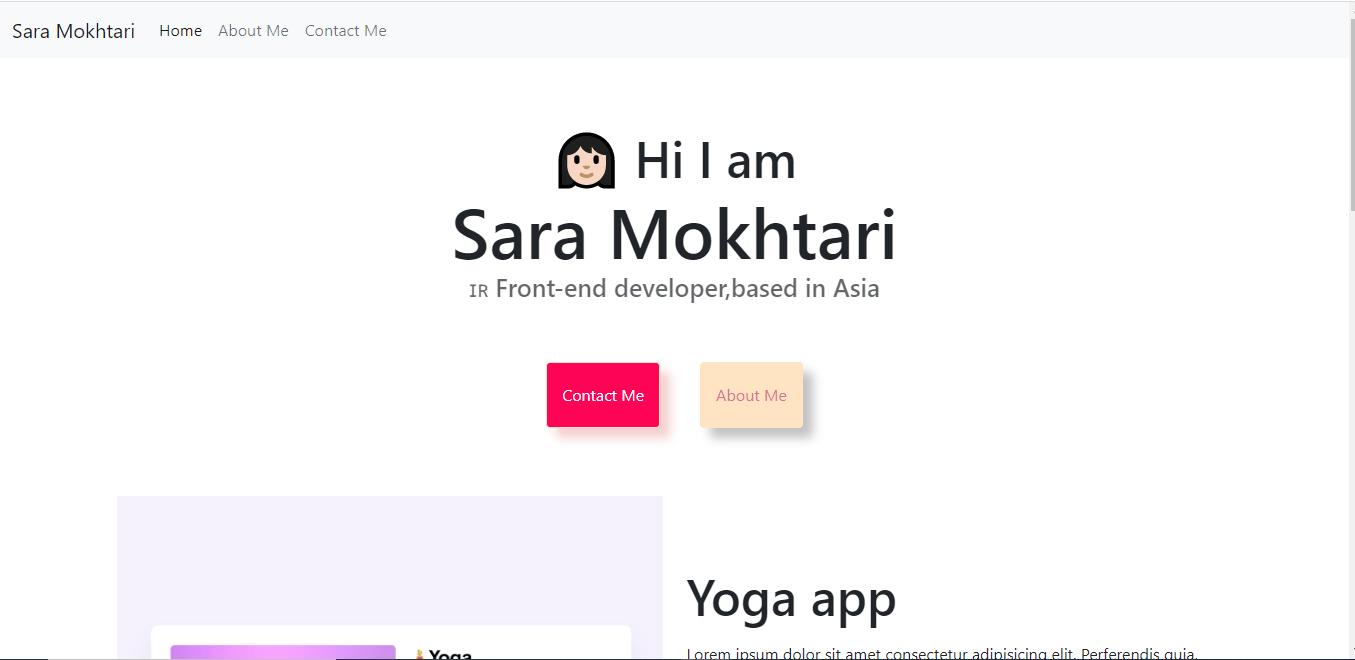 Sara Mokhtari Home About Me Contact Me
Hi I am
Sara Mokhtari
IR Front-end developer,based in Asia
Contact Me About Me
Yoga app
Yoga
Lorem ipsum dolor sit amet consectetur adipisicing elit. Perferendis quia,